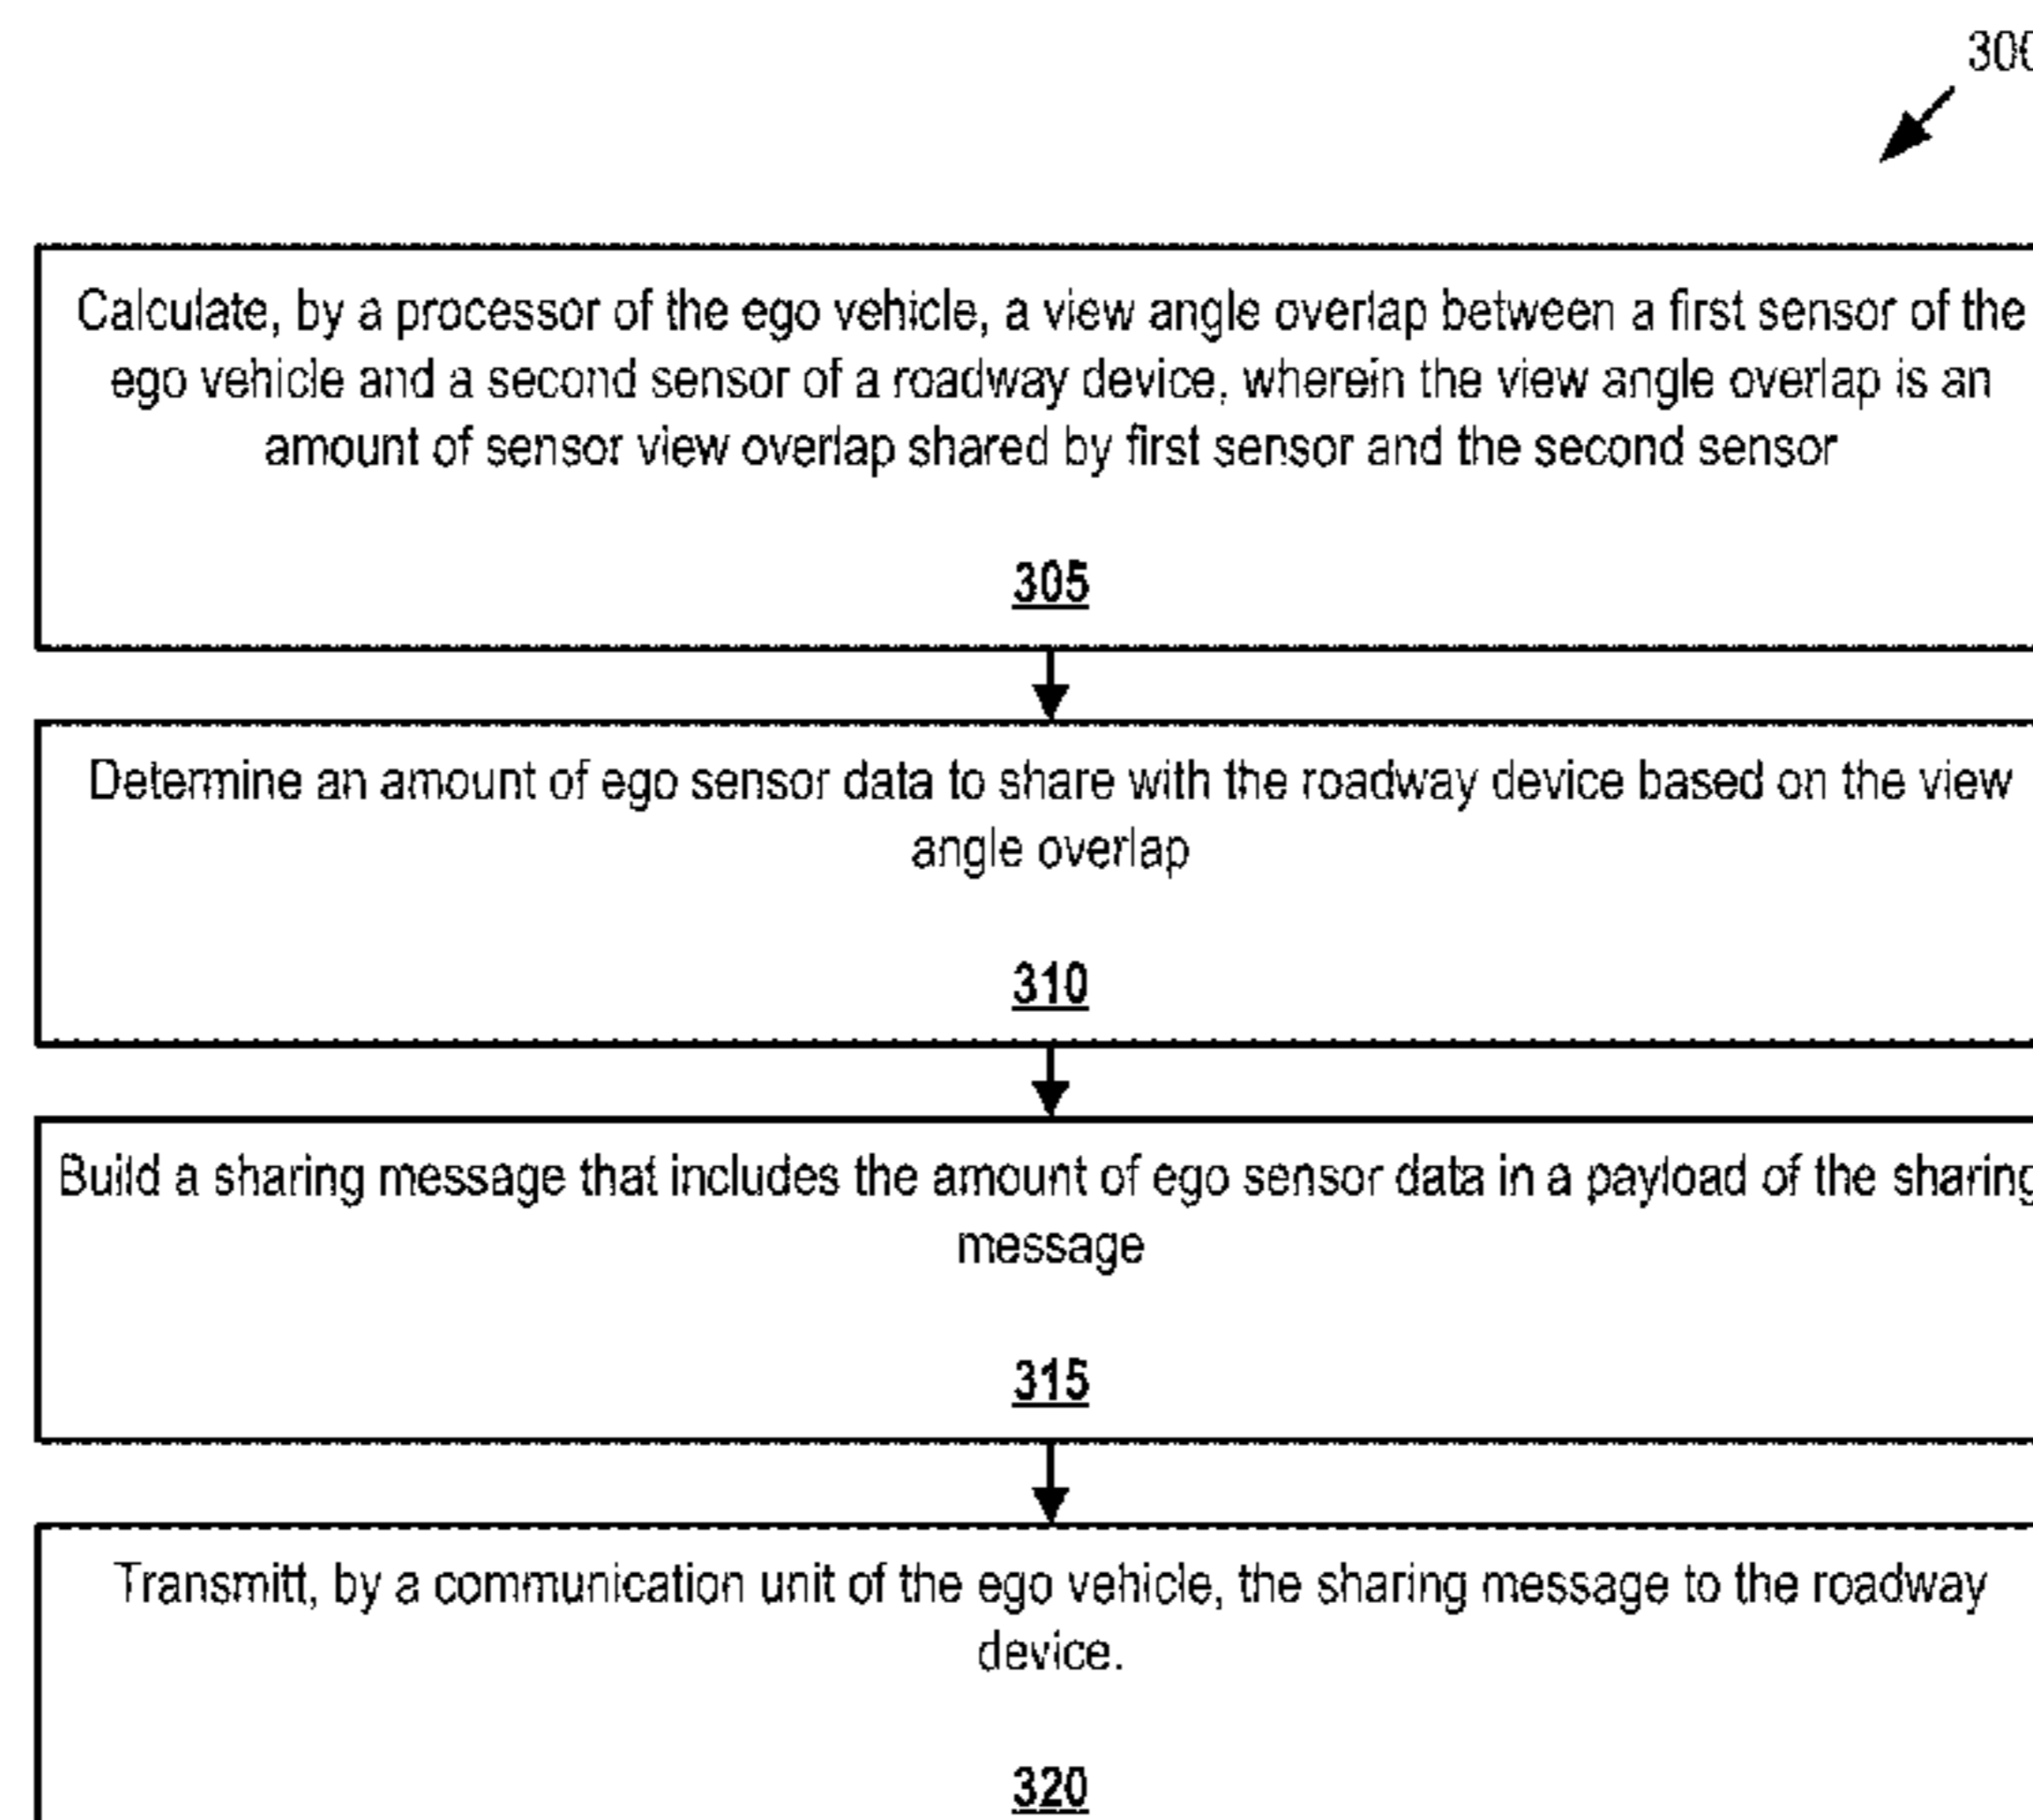 300
Calculate, by a processor of the ego vehicle, a view angle overlap between a first sensor of the
ego vehicle and a second sensor of a roadway device, wherein the view angle overlap is an
amount of sensor view overlap shared by first sensor and the second sensor
305
Determine an amount of ego sensor data to share with the roadway device based on the view
angle overlap
310
Build a sharing message that includes the amount of ego sensor data in a payload of the sharing
message
315
Transmitt, by a communication unit of the ego vehicle, the sharing message to the roadway
device.
320